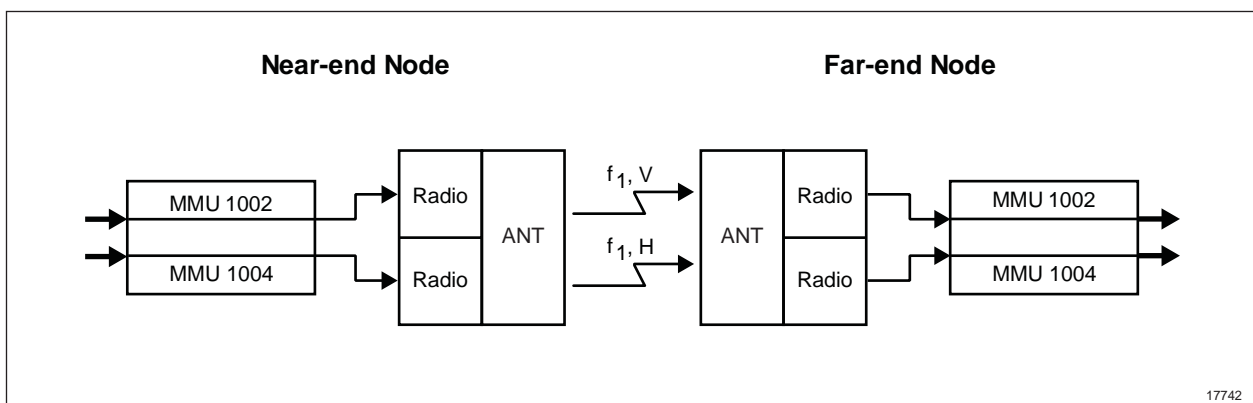 Near-end Node
Far-end Node
MMU 1002
MMU 1004
Radio
Radio
ANT
f1, V
f1, H
ANT
Radio
Radio
MMU 1002
MMU 1004
17742